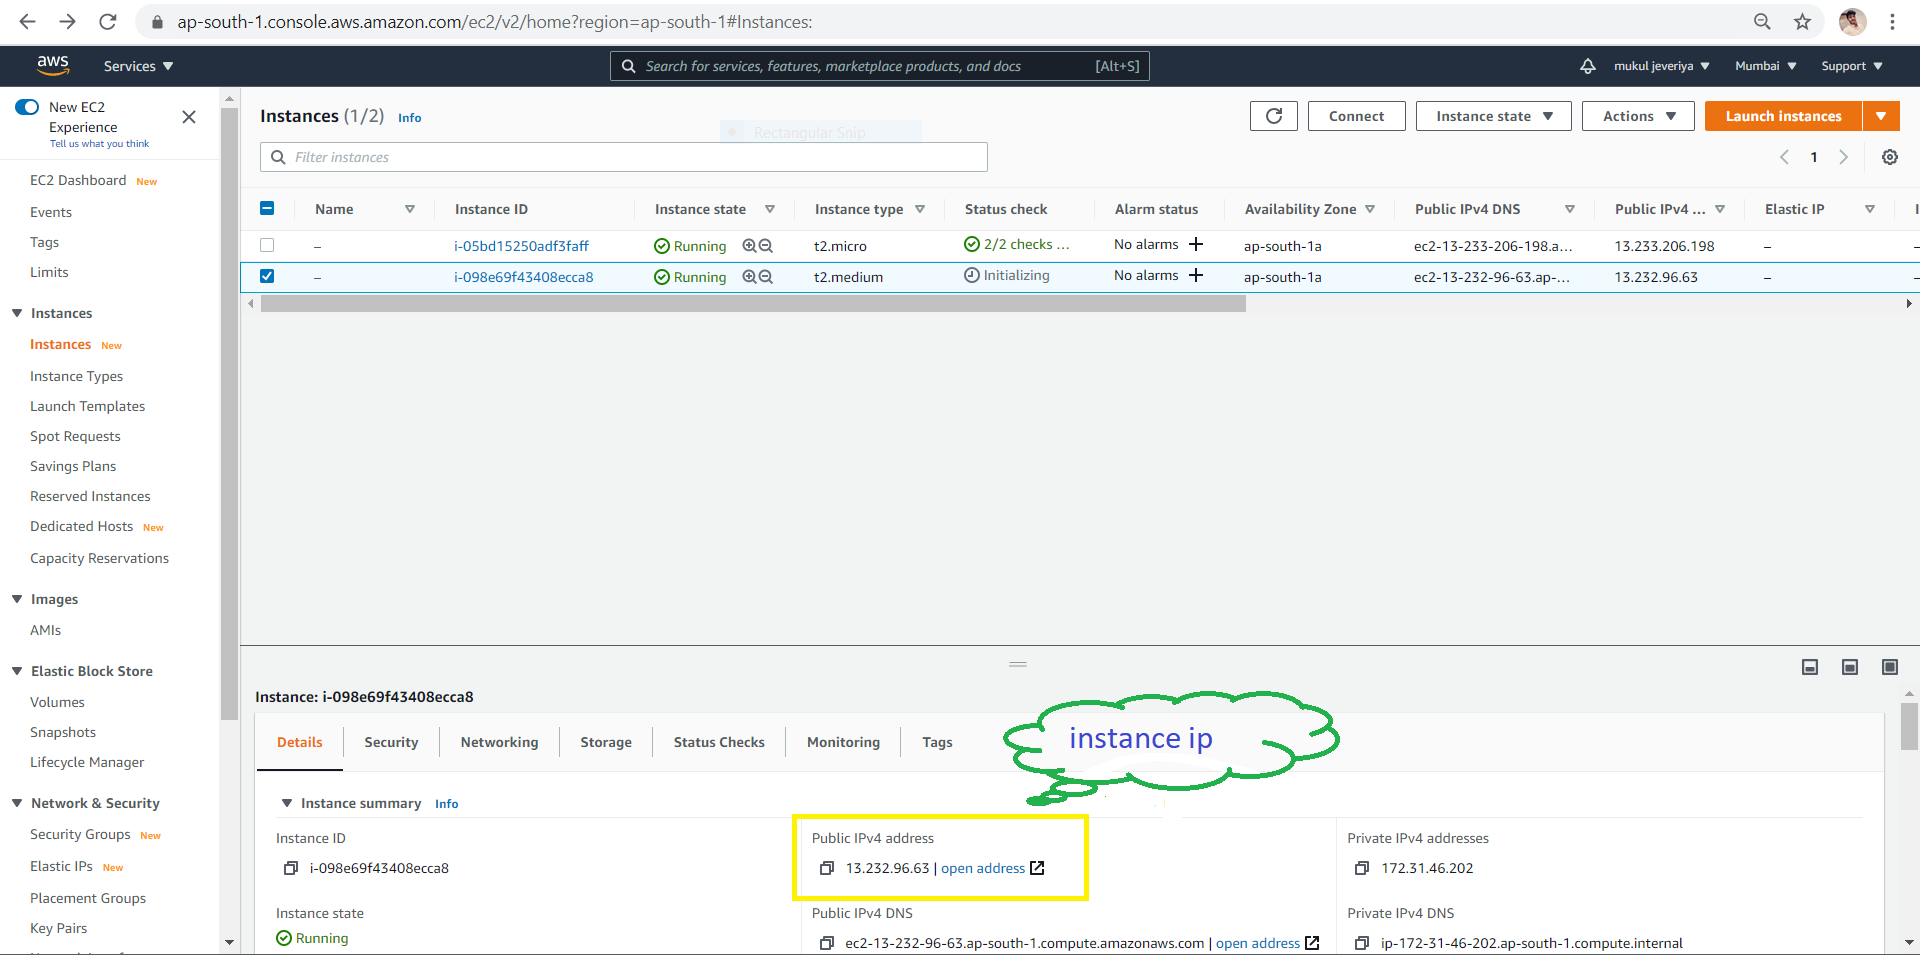 ap-south-1.console.aws.amazon.com/ec2/v2/home?region=ap-south-1#Instances:
aws Services Search for services, features, marketplace products, and docs [Alt+S] mukul jeveriya Mumbai Support
New EC2 Experience
Tell us what you think
EC2 Dashboard New
Events
Tags
Limits
Instances
Instances New
Instance Types
Launch Templates
Spot Requests
Savings Plans
Reserved Instances
Dedicated Hosts New
Capacity Reservations
Images
AMIs
Elastic Block Store
Volumes
Snapshots
Lifecycle Manager
Network & Security
Security Groups New
Elastic IPs New
Placement Groups
Key Pairs
Instances (1/2) Info
Rectangular Snip
Connect Instance state Actions Launch instances
Filter instances
1
Name Instance ID Instance state Instance type Status check Alarm status Availability Zone Public IPv4 DNS Public IPv4 ... Elastic IP
– i-05bd15250adf3faff Running t2.micro 2/2 checks ... No alarms + ap-south-1a ec2-13-233-206-198.a... 13.233.206.198 –
– i-098e69f43408ecca8 Running t2.medium Initializing No alarms + ap-south-1a ec2-13-232-96-63.ap-... 13.232.96.63 –
Instance: i-098e69f43408ecca8
Details Security Networking Storage Status Checks Monitoring Tags
instance ip
Instance summary Info
Instance ID
i-098e69f43408ecca8
Public IPv4 address
13.232.96.63 | open address
Private IPv4 addresses
172.31.46.202
Instance state
Running
Public IPv4 DNS
ec2-13-232-96-63.ap-south-1.compute.amazonaws.com | open address
Private IPv4 DNS
ip-172-31-46-202.ap-south-1.compute.internal